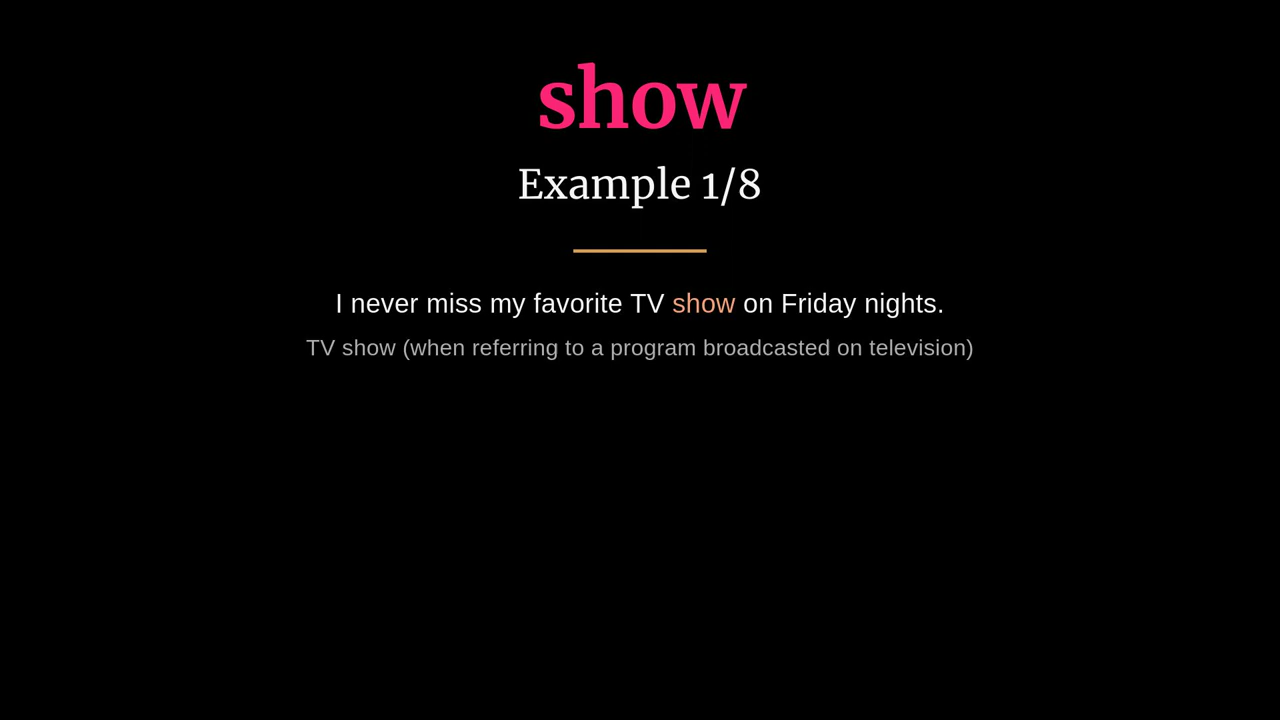 show
Example 1/8
I never miss my favorite TV show on Friday nights.
TV show (when referring to a program broadcasted on television)